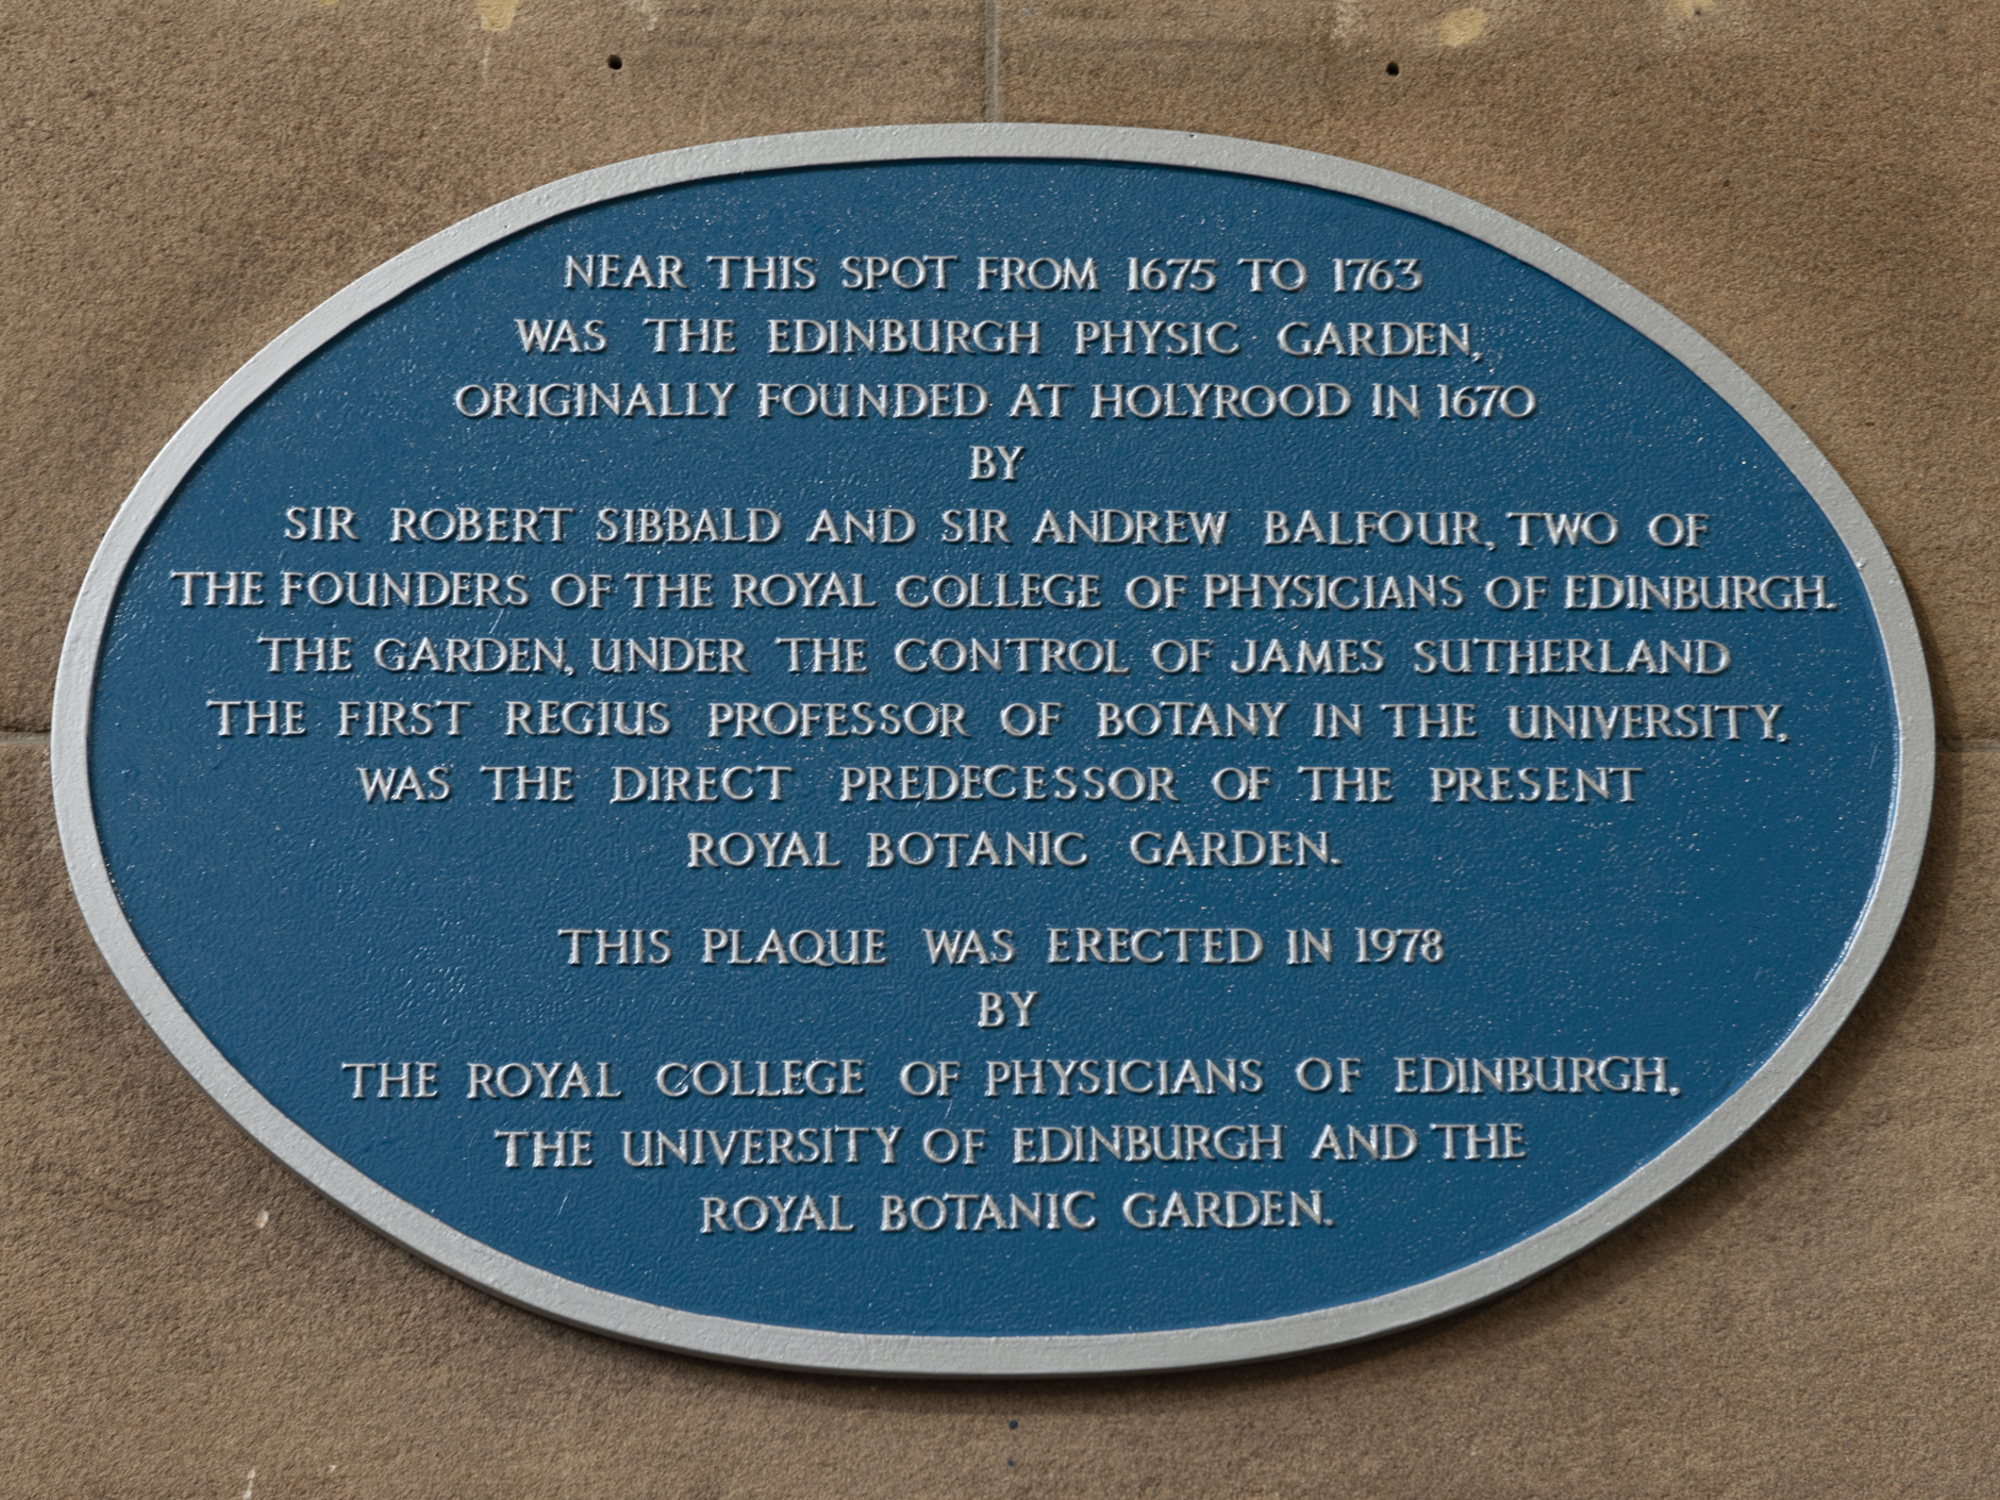 NEAR THIS SPOT FROM 1675 TO 1763
WAS THE EDINBURGH PHYSIC GARDEN,
ORIGINALLY FOUNDED AT HOLYROOD IN 1670
BY
SIR ROBERT SIBBALD AND SIR ANDREW BALFOUR, TWO OF
THE FOUNDERS OF THE ROYAL COLLEGE OF PHYSICIANS OF EDINBURGH.
THE GARDEN, UNDER THE CONTROL OF JAMES SUTHERLAND
THE FIRST REGIUS PROFESSOR OF BOTANY IN THE UNIVERSITY,
WAS THE DIRECT PREDECESSOR OF THE PRESENT
ROYAL BOTANIC GARDEN.
THIS PLAQUE WAS ERECTED IN 1978
BY
THE ROYAL COLLEGE OF PHYSICIANS OF EDINBURGH,
THE UNIVERSITY OF EDINBURGH AND THE
ROYAL BOTANIC GARDEN.